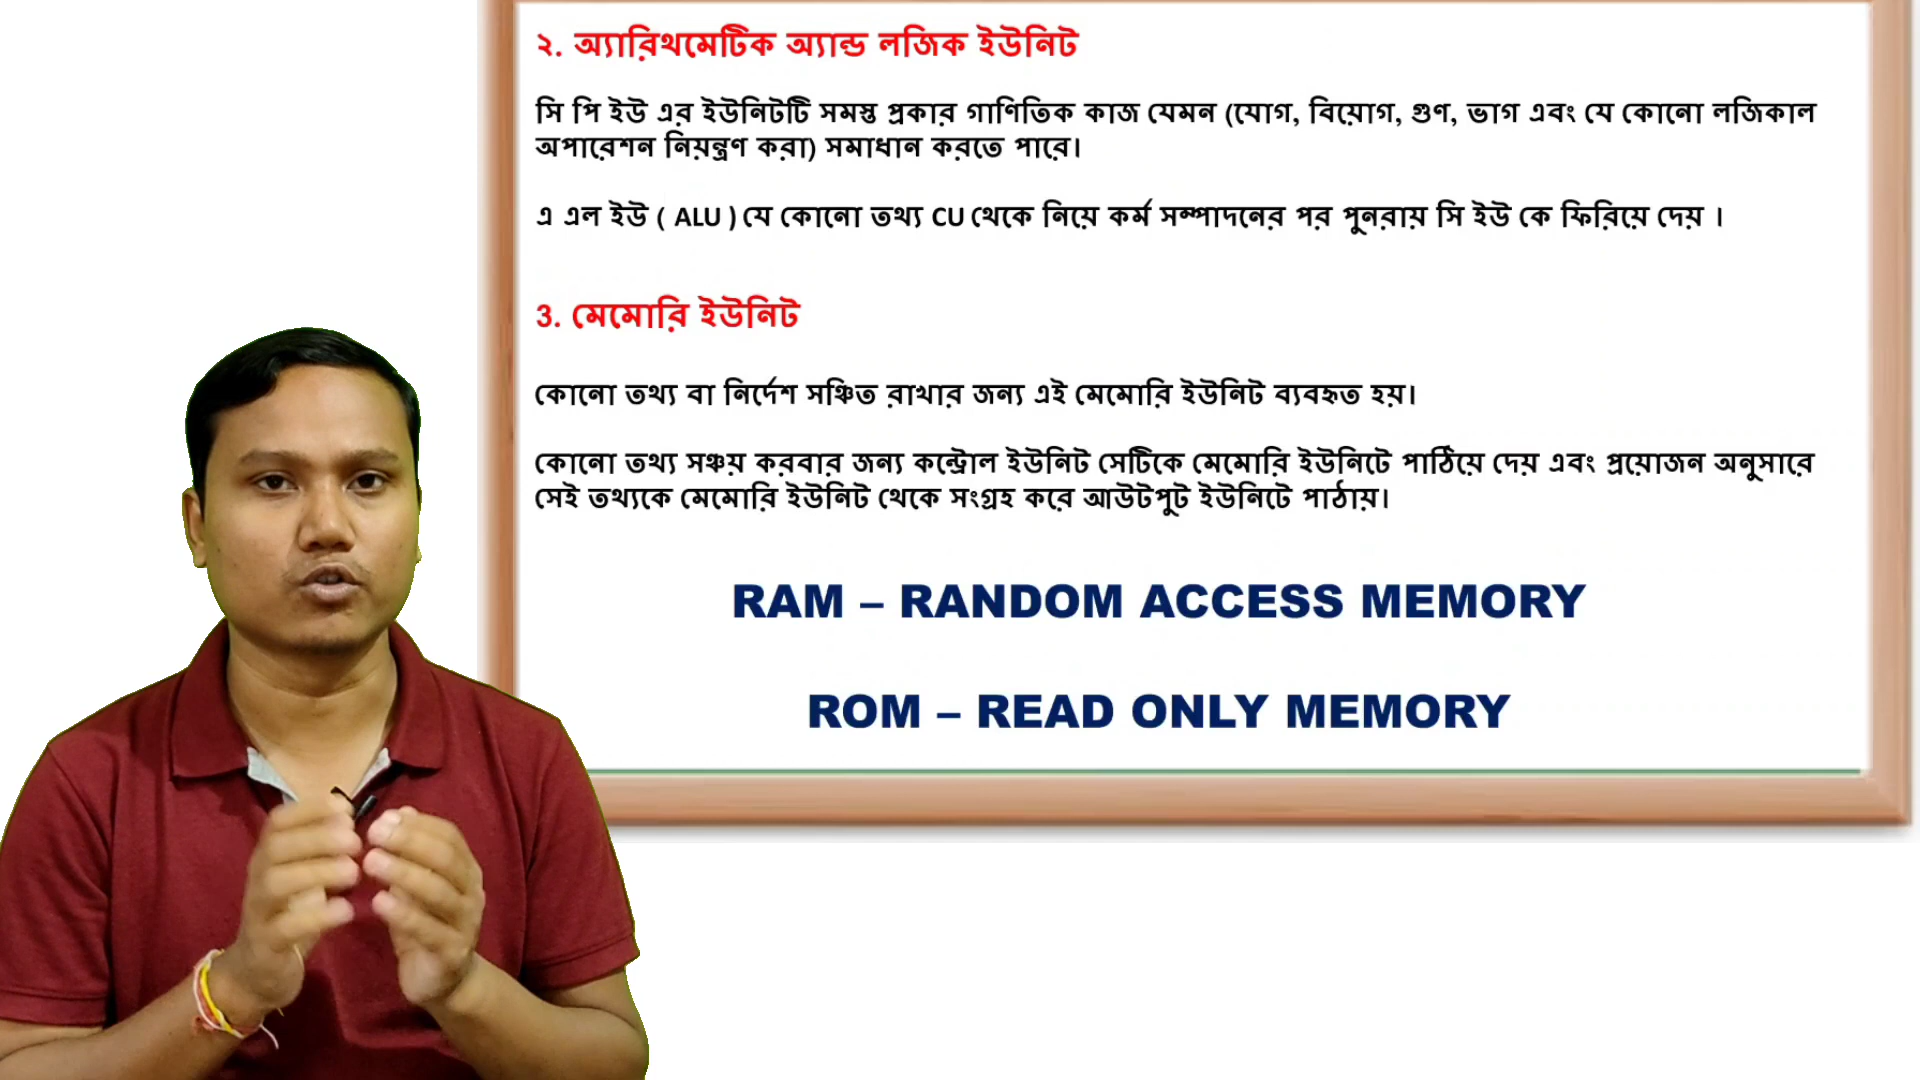 ২. অ্যারিথমেটিক অ্যান্ড লজিক ইউনিট
সি পি ইউ এর ইউনিটটি সমস্ত প্রকার গাণিতিক কাজ যেমন (যোগ, বিয়োগ, গুণ, ভাগ এবং যে কোনো লজিকাল
অপারেশন নিয়ন্ত্রণ করা) সমাধান করতে পারে।
এ এল ইউ ( ALU ) যে কোনো তথ্য CU থেকে নিয়ে কর্ম সম্পাদনের পর পুনরায় সি ইউ কে ফিরিয়ে দেয় ।
3. মেমোরি ইউনিট
কোনো তথ্য বা নির্দেশ সঞ্চিত রাখার জন্য এই মেমোরি ইউনিট ব্যবহৃত হয়।
কোনো তথ্য সঞ্চয় করবার জন্য কন্ট্রোল ইউনিট সেটিকে মেমোরি ইউনিটে পাঠিয়ে দেয় এবং প্রয়োজন অনুসারে
সেই তথ্যকে মেমোরি ইউনিট থেকে সংগ্রহ করে আউটপুট ইউনিটে পাঠায়।
RAM – RANDOM ACCESS MEMORY
ROM – READ ONLY MEMORY